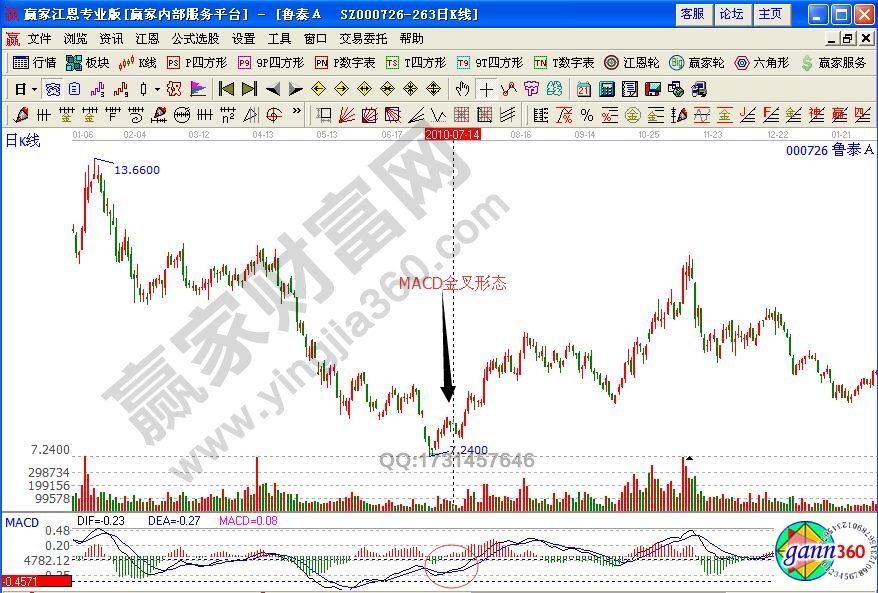 赢家江恩专业版[赢家内部服务平台] - [鲁泰A SZ000726-263日K线]
客服 论坛 主页
赢 文件 浏览 资讯 江恩 公式选股 设置 工具 窗口 交易委托 帮助
行情 板块 K线 PS P四方形 P9 9P四方形 PN P数字表 TS T四方形 T9 9T四方形 TN T数字表 江恩轮 Big 赢家轮 六角形 $ 赢家服务
日
21
日K线
01-06 02-04 03-12 04-13 05-13 06-17 2010-07-14 08-16 09-14 10-25 11-23 12-22 01-21
000726 鲁泰A
13.6600
MACD金叉形态
赢家财富网
www.yingjia360.com
7.2400
7.2400
QQ:1731457646
298734
199156
99578
MACD DIF=-0.23 DEA=-0.27 MACD=0.08
0.48
0.20
4782.12
-0.4571
gann360